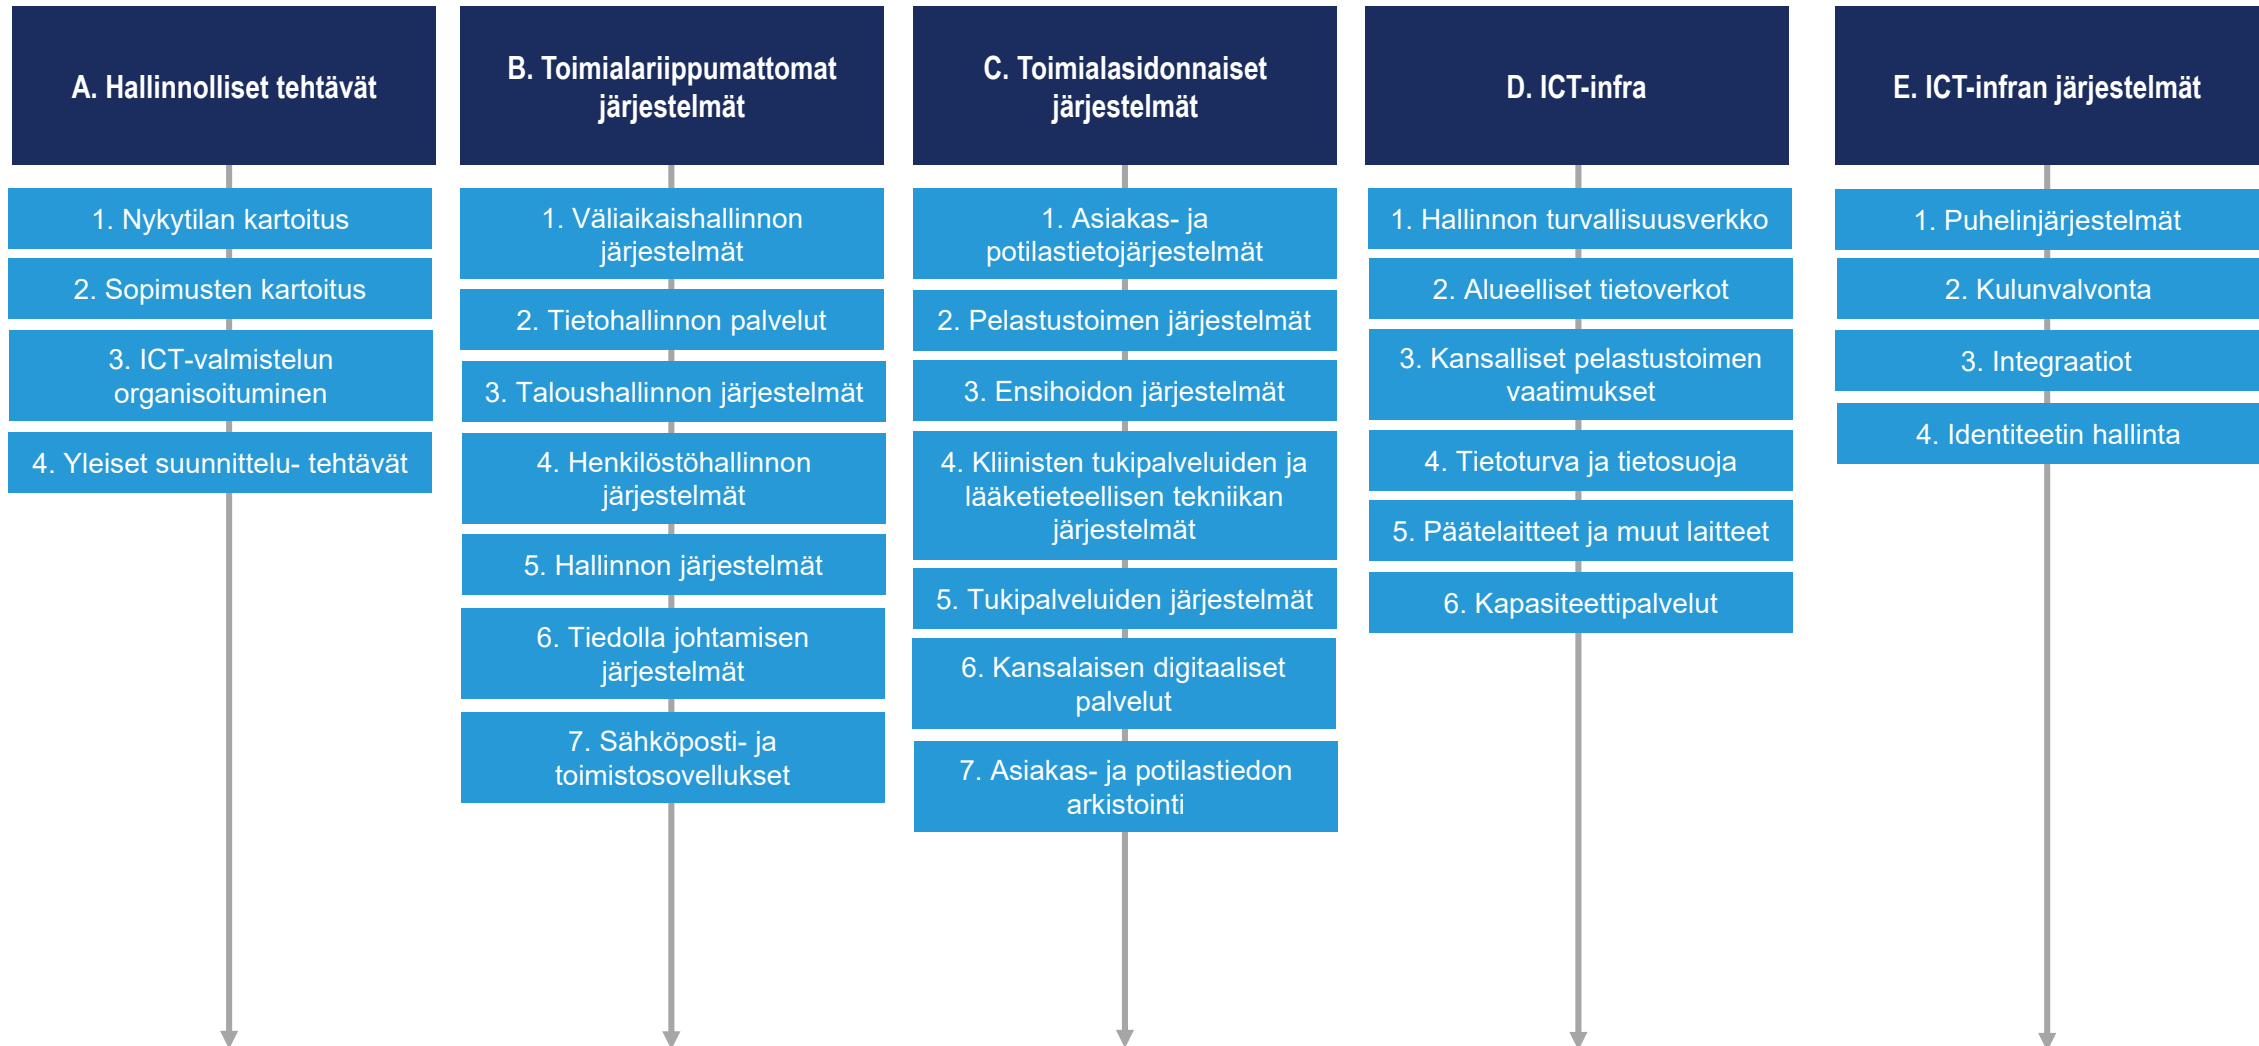 A. Hallinnolliset tehtävät
1. Nykytilan kartoitus
2. Sopimusten kartoitus
3. ICT-valmistelun
organisoituminen
4. Yleiset suunnittelu- tehtävät
B. Toimialariippumattomat
järjestelmät
1. Väliaikaishallinnon
järjestelmät
2. Tietohallinnon palvelut
3. Taloushallinnon järjestelmät
4. Henkilöstöhallinnon
järjestelmät
5. Hallinnon järjestelmät
6. Tiedolla johtamisen
järjestelmät
7. Sähköposti- ja
toimistosovellukset
C. Toimialasidonnaiset
järjestelmät
1. Asiakas- ja
potilastietojärjestelmät
2. Pelastustoimen järjestelmät
3. Ensihoidon järjestelmät
4. Kliinisten tukipalveluiden ja
lääketieteellisen tekniikan
järjestelmät
5. Tukipalveluiden järjestelmät
6. Kansalaisen digitaaliset
palvelut
7. Asiakas- ja potilastiedon
arkistointi
D. ICT-infra
1. Hallinnon turvallisuusverkko
2. Alueelliset tietoverkot
3. Kansalliset pelastustoimen
vaatimukset
4. Tietoturva ja tietosuoja
5. Päätelaitteet ja muut laitteet
6. Kapasiteettipalvelut
E. ICT-infran järjestelmät
1. Puhelinjärjestelmät
2. Kulunvalvonta
3. Integraatiot
4. Identiteetin hallinta